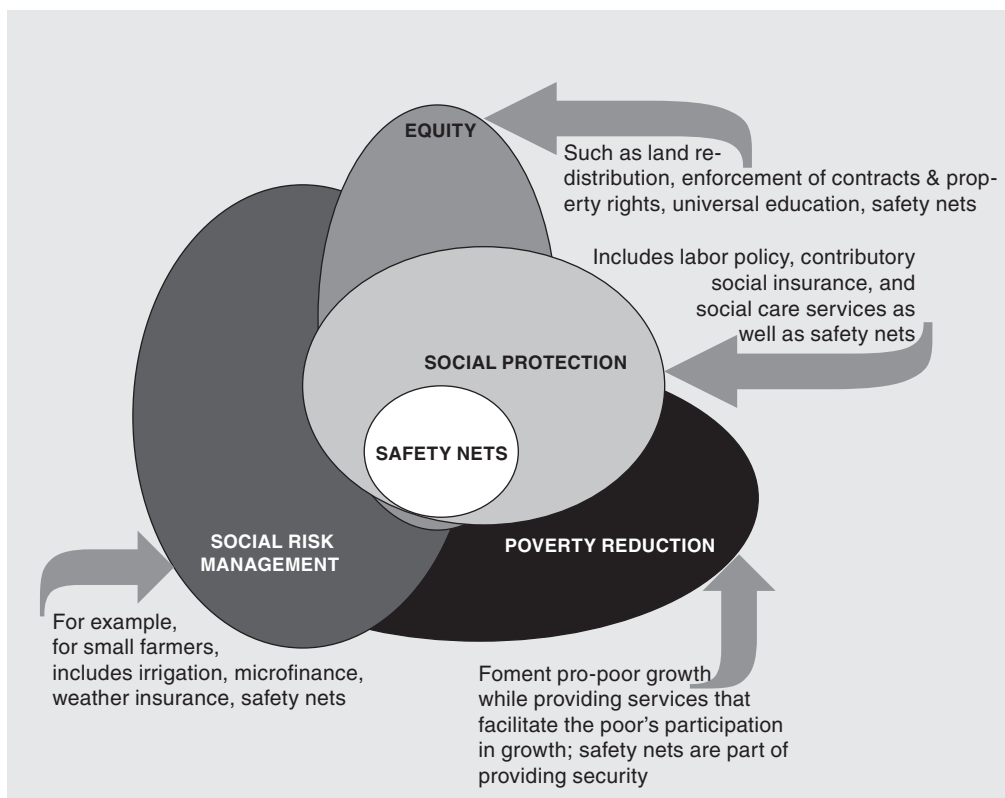 EQUITY
Such as land re-
distribution, enforcement of contracts & prop-
erty rights, universal education, safety nets
Includes labor policy, contributory
social insurance, and
social care services as
well as safety nets
SOCIAL PROTECTION
SAFETY NETS
SOCIAL RISK
MANAGEMENT
POVERTY REDUCTION
For example,
for small farmers,
includes irrigation, microfinance,
weather insurance, safety nets
Foment pro-poor growth
while providing services that
facilitate the poor's participation
in growth; safety nets are part of
providing security